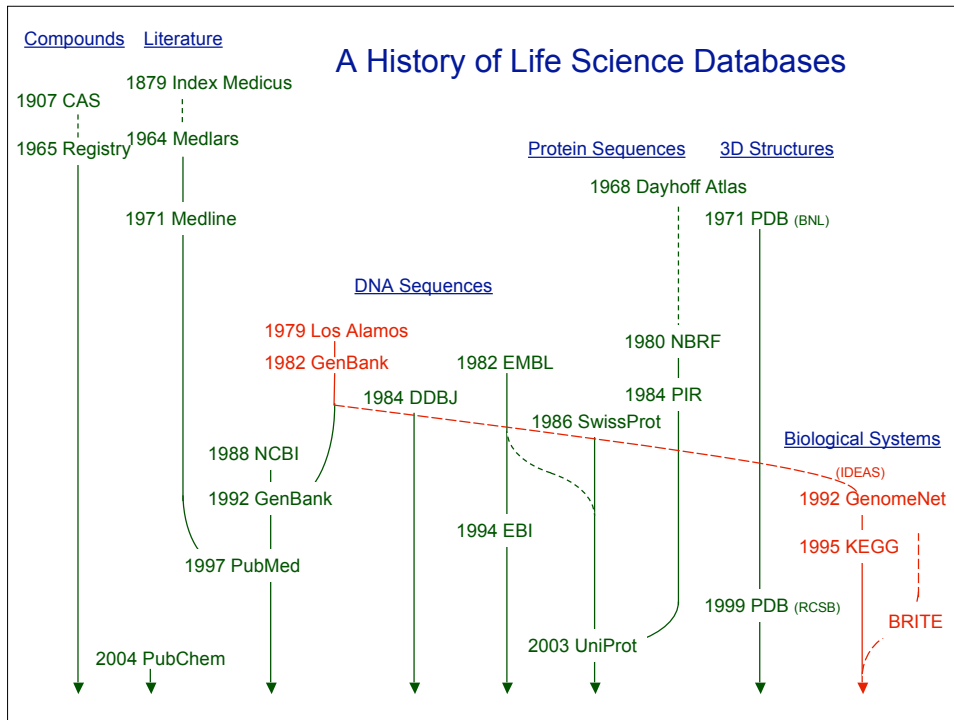 Compounds Literature
A History of Life Science Databases
1879 Index Medicus
1907 CAS
1964 Medlars
1965 Registry
Protein Sequences 3D Structures
1968 Dayhoff Atlas
1971 Medline
1971 PDB (BNL)
DNA Sequences
1979 Los Alamos
1980 NBRF
1982 GenBank
1982 EMBL
1984 DDBJ
1984 PIR
1986 SwissProt
Biological Systems
1988 NCBI
(IDEAS)
1992 GenBank
1992 GenomeNet
1994 EBI
1995 KEGG
1997 PubMed
1999 PDB (RCSB)
BRITE
2003 UniProt
2004 PubChem